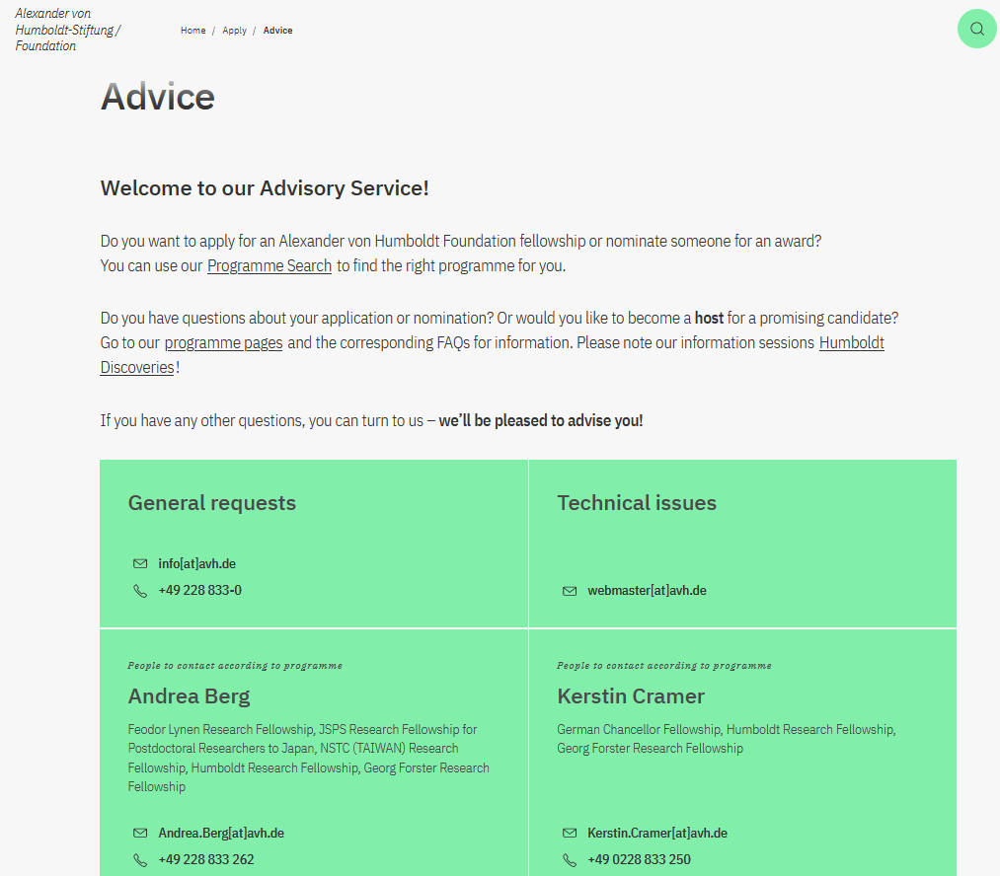 Alexander von
Humboldt-Stiftung /
Foundation
Home / Apply / Advice
Advice
Welcome to our Advisory Service!
Do you want to apply for an Alexander von Humboldt Foundation fellowship or nominate someone for an award?
You can use our Programme Search to find the right programme for you.
Do you have questions about your application or nomination? Or would you like to become a host for a promising candidate?
Go to our programme pages and the corresponding FAQs for information. Please note our information sessions Humboldt
Discoveries!
If you have any other questions, you can turn to us – we’ll be pleased to advise you!
General requests
info[at]avh.de
+49 228 833-0
Technical issues
webmaster[at]avh.de
People to contact according to programme
Andrea Berg
Feodor Lynen Research Fellowship, JSPS Research Fellowship for
Postdoctoral Researchers to Japan, NSTC (TAIWAN) Research
Fellowship, Humboldt Research Fellowship, Georg Forster Research
Fellowship
Andrea.Berg[at]avh.de
+49 228 833 262
People to contact according to programme
Kerstin Cramer
German Chancellor Fellowship, Humboldt Research Fellowship,
Georg Forster Research Fellowship
Kerstin.Cramer[at]avh.de
+49 0228 833 250